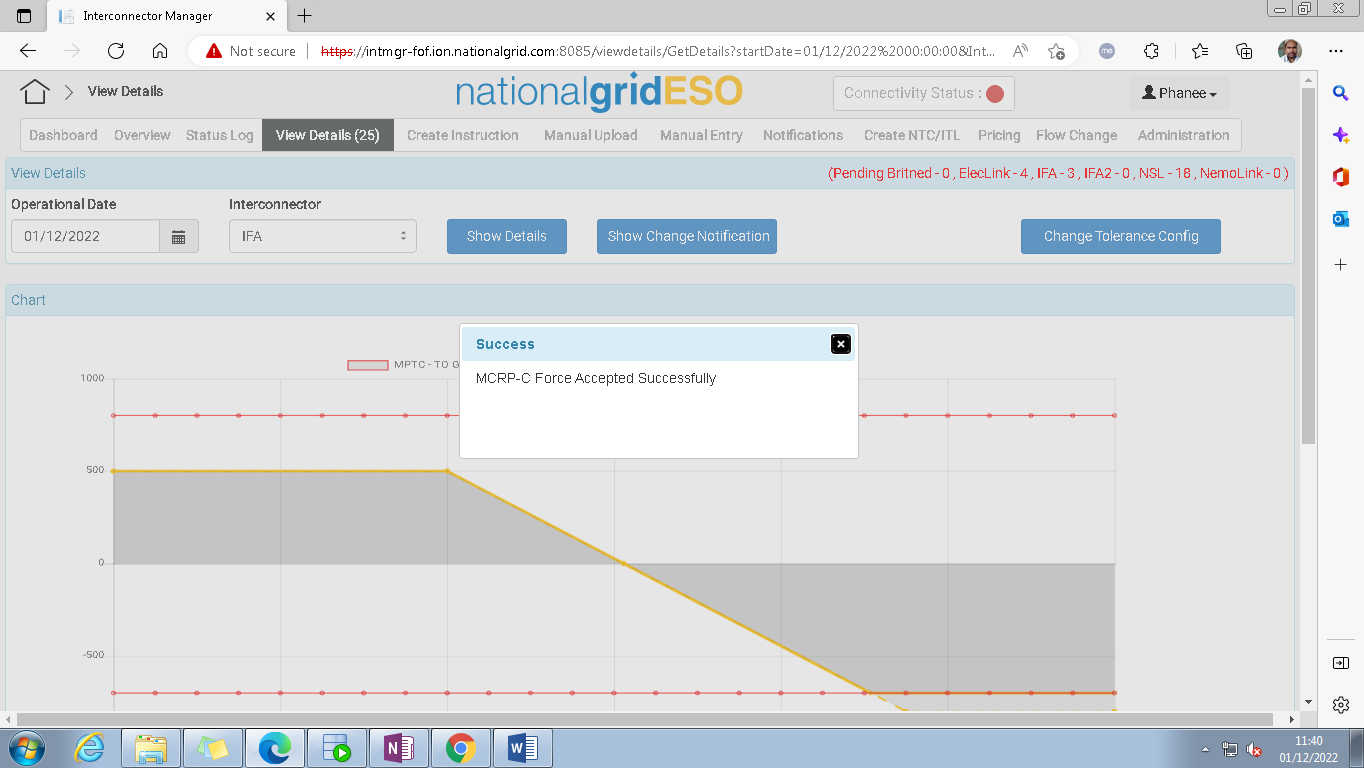 Interconnector Manager
Not secure https://intmgr-fof.ion.nationalgrid.com:8085/viewdetails/GetDetails?startDate=01/12/2022%2000:00:00&Int...
View Details
nationalgridESO
Connectivity Status :
Phanee
Dashboard Overview Status Log View Details (25) Create Instruction Manual Upload Manual Entry Notifications Create NTC/ITL Pricing Flow Change Administration
View Details (Pending Britned - 0 , ElecLink - 4 , IFA - 3 , IFA2 - 0 , NSL - 18 , NemoLink - 0 )
Operational Date Interconnector
01/12/2022 IFA Show Details Show Change Notification Change Tolerance Config
Chart
Success
MPTC - TO G
MCRP-C Force Accepted Successfully
1000
500
0
-500
11:40
01/12/2022